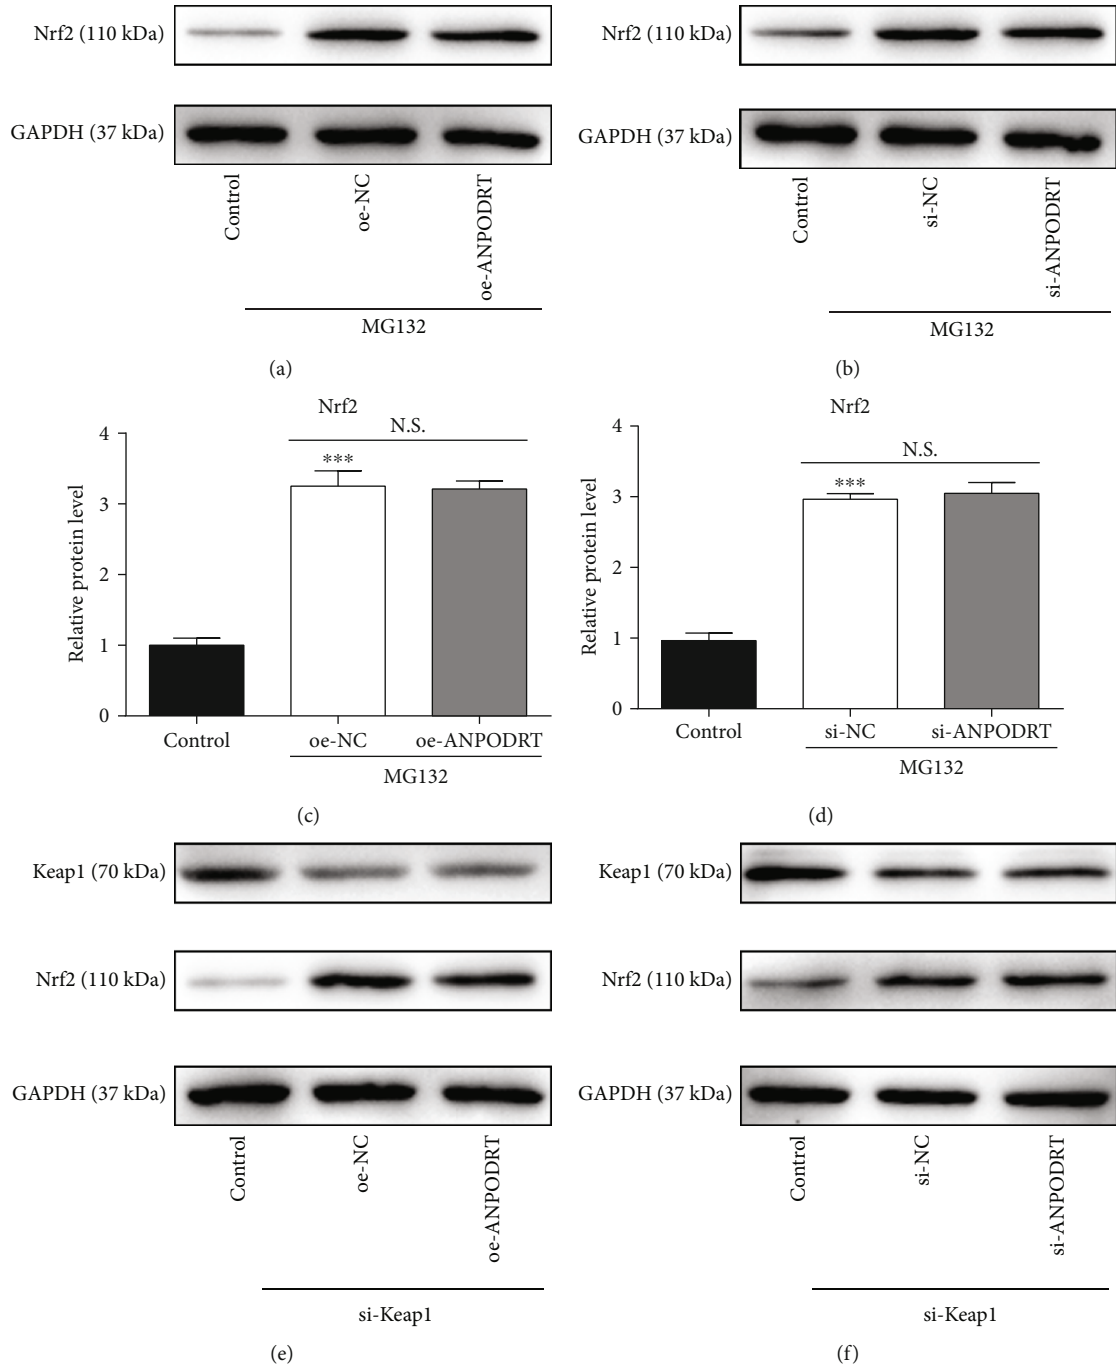 Nrf2 (110 kDa)
GAPDH (37 kDa)
Control
oe-NC
oe-ANPODRT
MG132
(a)
Nrf2 (110 kDa)
GAPDH (37 kDa)
Control
si-NC
si-ANPODRT
MG132
(b)
Nrf2
N.S.
***
Relative protein level
4
3
2
1
0
Control
oe-NC
oe-ANPODRT
MG132
(c)
Nrf2
N.S.
***
Relative protein level
4
3
2
1
0
Control
si-NC
si-ANPODRT
MG132
(d)
Keap1 (70 kDa)
Nrf2 (110 kDa)
GAPDH (37 kDa)
Control
oe-NC
oe-ANPODRT
si-Keap1
(e)
Keap1 (70 kDa)
Nrf2 (110 kDa)
GAPDH (37 kDa)
Control
si-NC
si-ANPODRT
si-Keap1
(f)